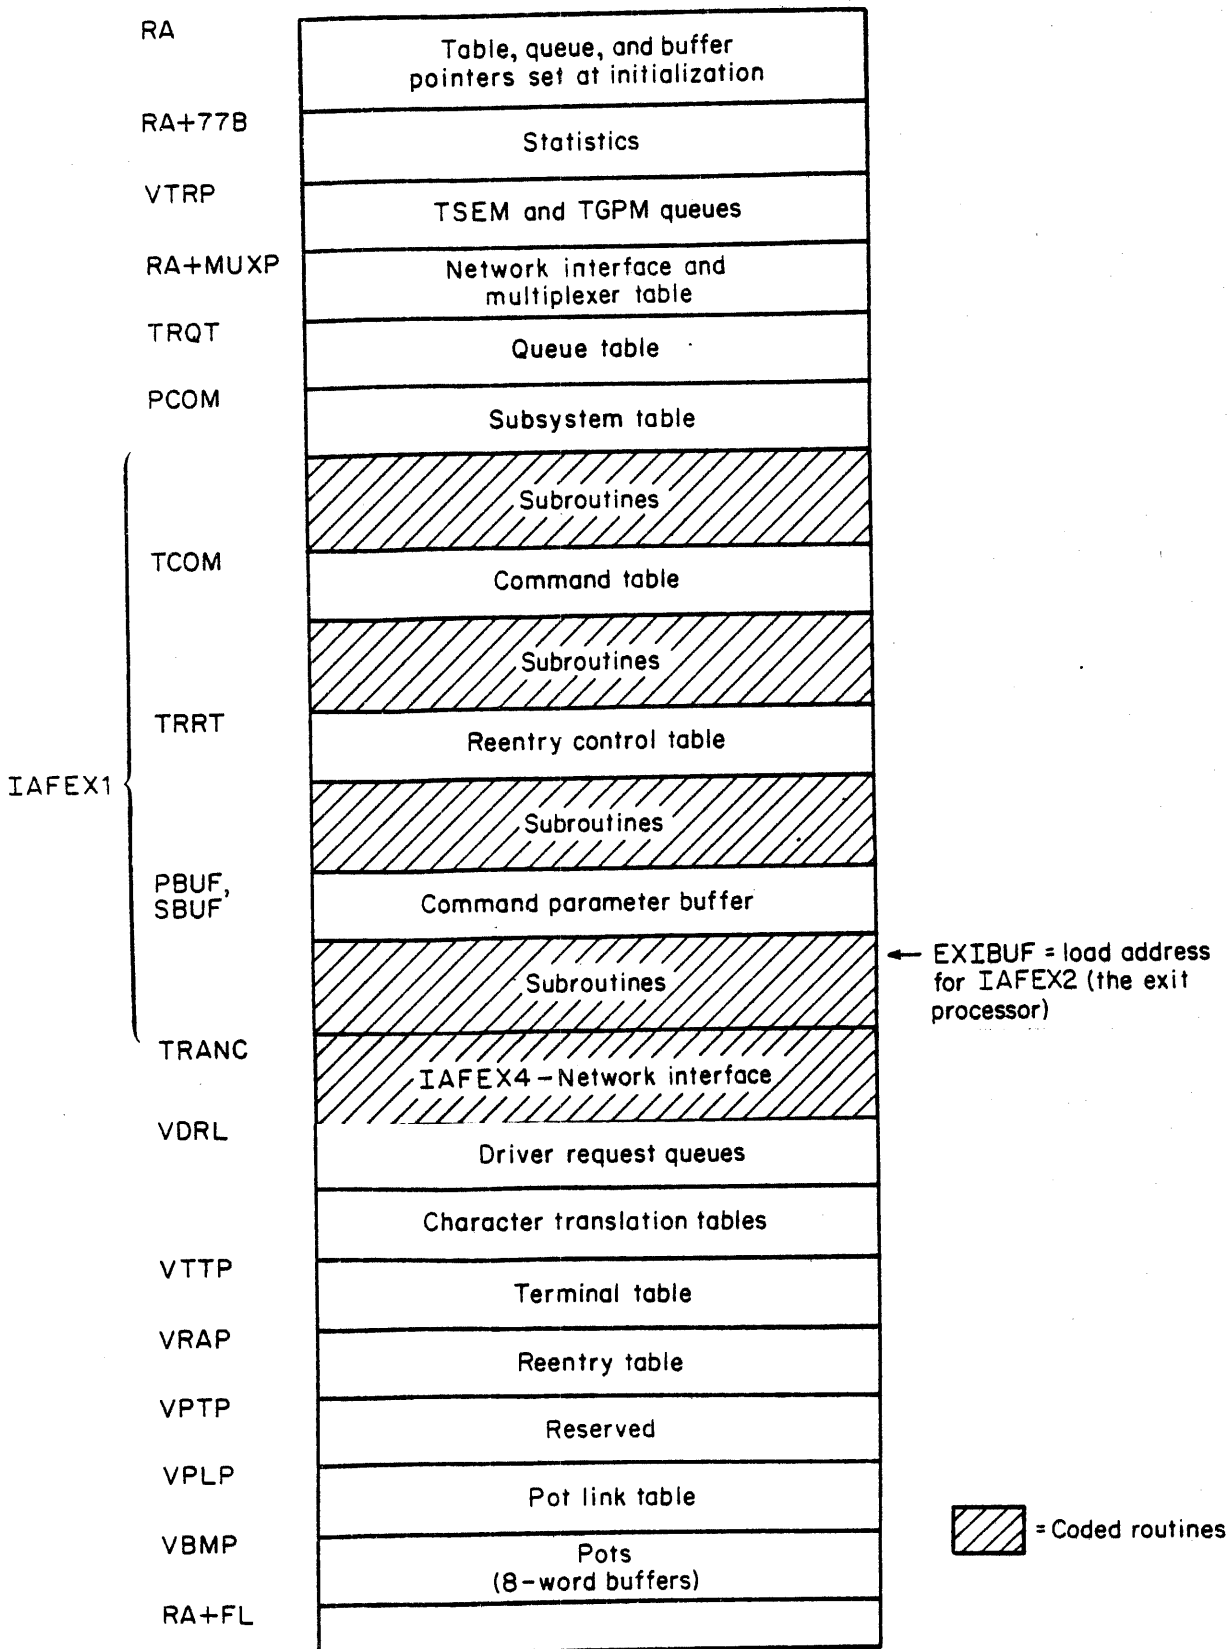 RA
Table, queue, and buffer
pointers set at initialization
RA+77B
Statistics
VTRP
TSEM and TGPM queues
RA+MUXP
Network interface and
multiplexer table
TRQT
Queue table
PCOM
Subsystem table
Subroutines
TCOM
Command table
Subroutines
TRRT
Reentry control table
IAFEX1
Subroutines
PBUF,
SBUF
Command parameter buffer
Subroutines
EXIBUF = load address
for IAFEX2 (the exit
processor)
TRANC
IAFEX4 – Network interface
VDRL
Driver request queues
Character translation tables
VTTP
Terminal table
VRAP
Reentry table
VPTP
Reserved
VPLP
Pot link table
= Coded routines
VBMP
Pots
(8-word buffers)
RA+FL